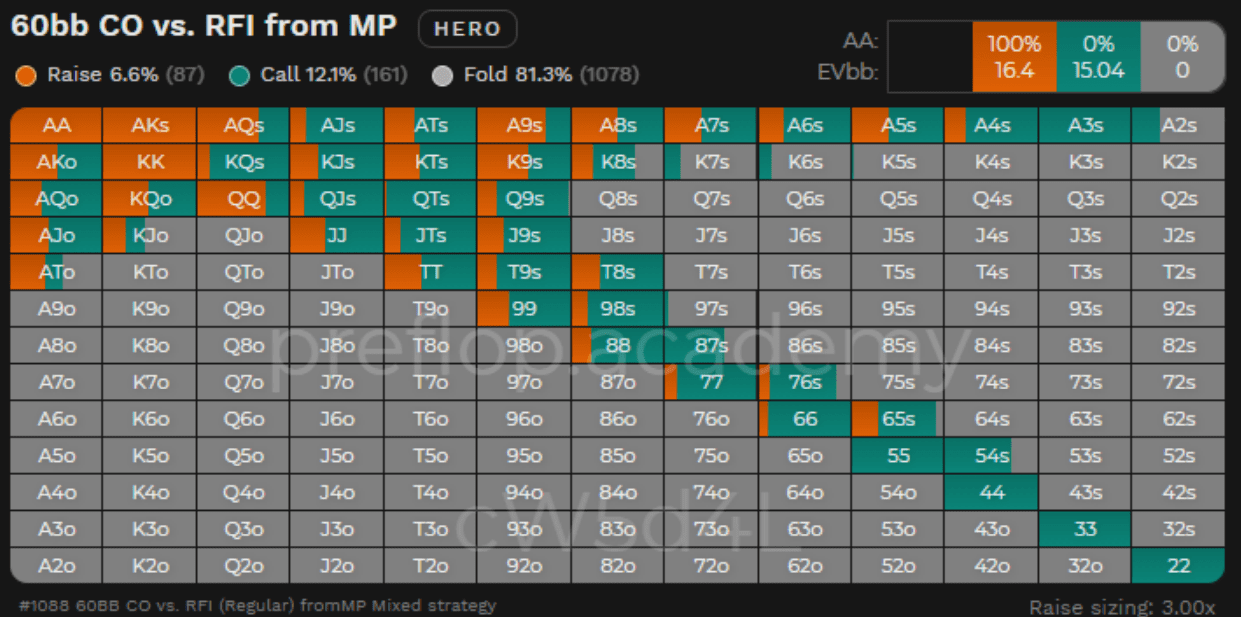 60bb CO vs. RFI from MP HERO
AA: 100% 0% 0%
Raise 6.6% (87) Call 12.1% (161) Fold 81.3% (1078)
EVbb: 16.4 15.04 0
AA AKs AQs AJs ATs A9s A8s A7s A6s A5s A4s A3s A2s
AKo KK KQs KJs KTs K9s K8s K7s K6s K5s K4s K3s K2s
AQo KQo QQ QJs QTs Q9s Q8s Q7s Q6s Q5s Q4s Q3s Q2s
AJo KJo QJo JJ JTs J9s J8s J7s J6s J5s J4s J3s J2s
ATo KTo QTo JTo TT T9s T8s T7s T6s T5s T4s T3s T2s
A9o K9o Q9o J9o T9o 99 98s 97s 96s 95s 94s 93s 92s
A8o K8o Q8o J8o T8o 98o 88 87s 86s 85s 84s 83s 82s
preflop.academy
A7o K7o Q7o J7o T7o 97o 87o 77 76s 75s 74s 73s 72s
A6o K6o Q6o J6o T6o 96o 86o 76o 66 65s 64s 63s 62s
A5o K5o Q5o J5o T5o 95o 85o 75o 65o 55 54s 53s 52s
A4o K4o Q4o J4o T4o 94o 84o 74o 64o 54o 44 43s 42s
cW5d4L
A3o K3o Q3o J3o T3o 93o 83o 73o 63o 53o 43o 33 32s
A2o K2o Q2o J2o T2o 92o 82o 72o 62o 52o 42o 32o 22
#1088 60BB CO vs. RFI (Regular) fromMP Mixed strategy
Raise sizing: 3.00x